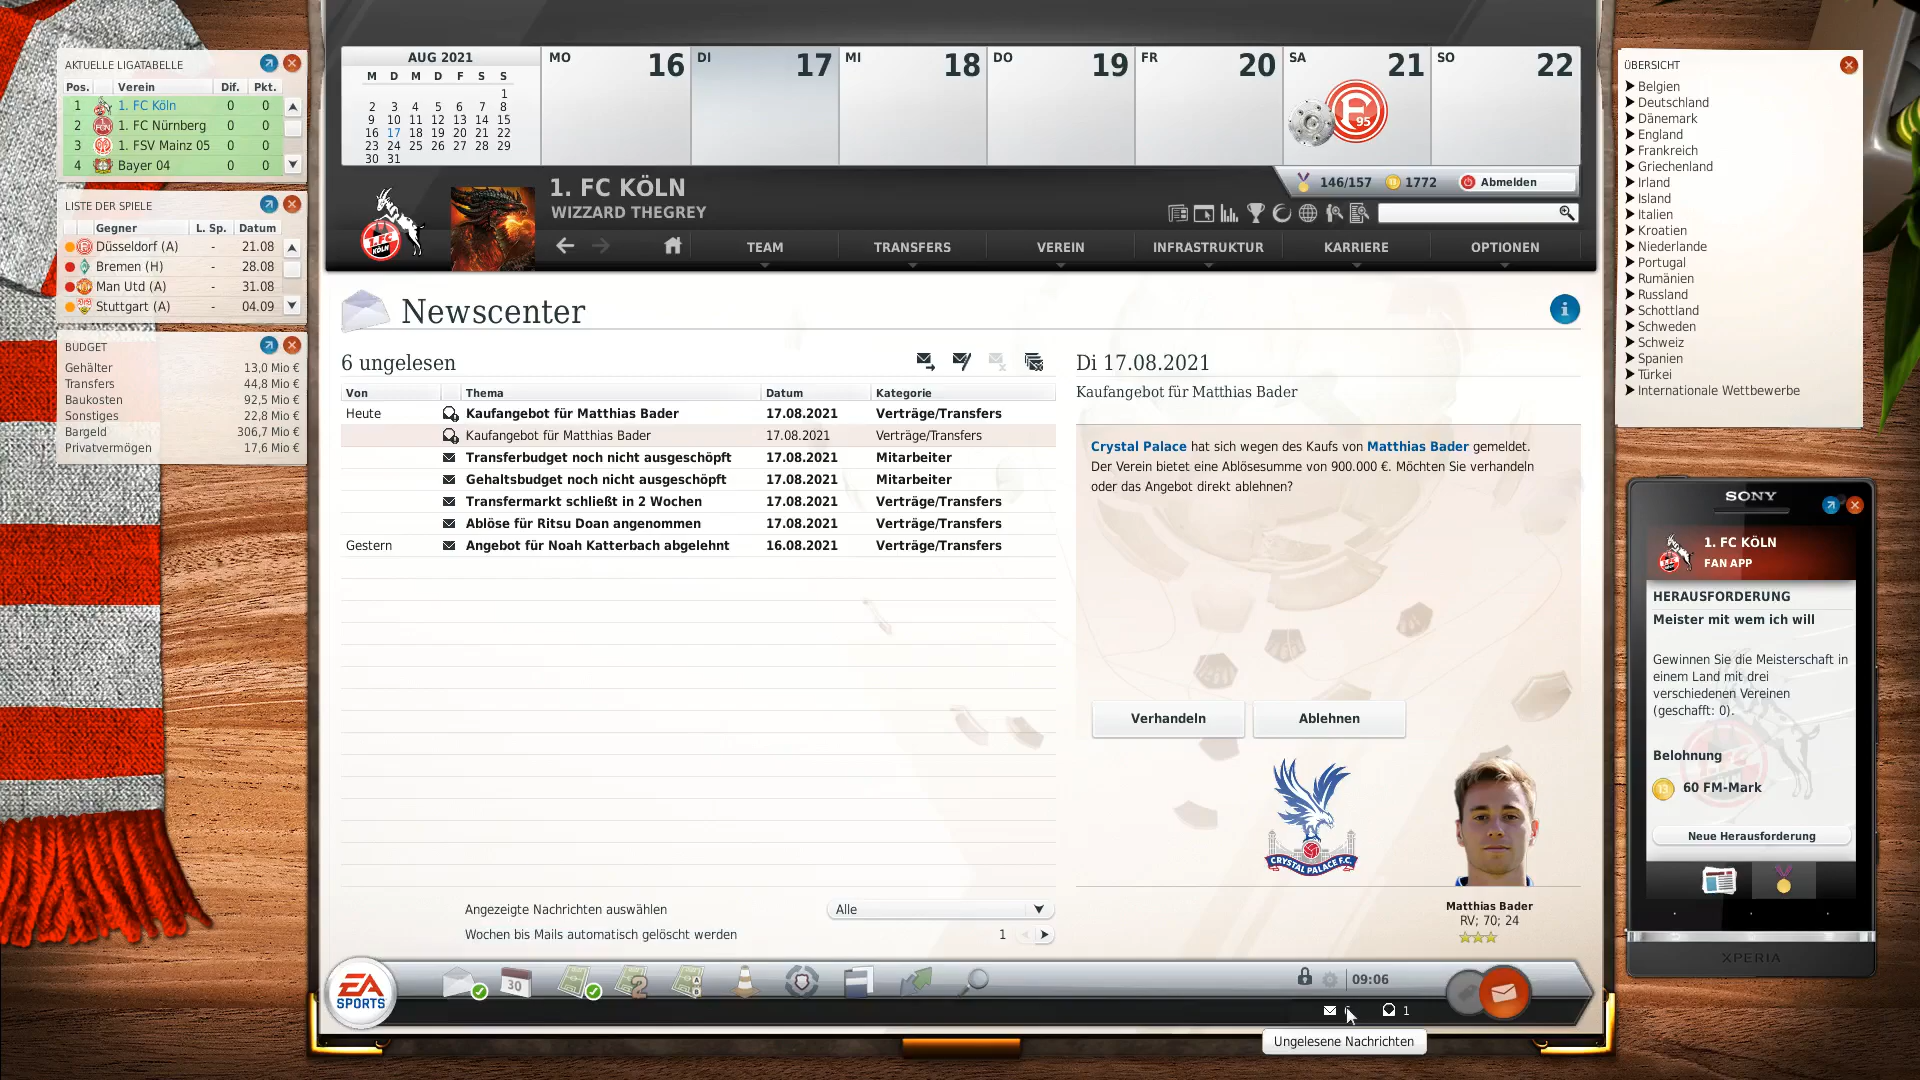 AKTUELLE LIGATABELLE
Pos. Verein Dif. Pkt.
1 1. FC Köln 0 0
2 1. FC Nürnberg 0 0
3 1. FSV Mainz 05 0 0
4 Bayer 04 0 0
LISTE DER SPIELE
Gegner L. Sp. Datum
Düsseldorf (A) - 21.08
Bremen (H) - 28.08
Man Utd (A) - 31.08
Stuttgart (A) - 04.09
BUDGET
Gehälter 13,0 Mio €
Transfers 44,8 Mio €
Baukosten 92,5 Mio €
Sonstiges 22,8 Mio €
Bargeld 306,7 Mio €
Privatvermögen 17,6 Mio €
AUG 2021
M D M D F S S
1
2 3 4 5 6 7 8
9 10 11 12 13 14 15
16 17 18 19 20 21 22
23 24 25 26 27 28 29
30 31
MO 16 DI 17 MI 18 DO 19 FR 20 SA 21 SO 22
F 95
146/157 1772 Abmelden
1. FC KÖLN
WIZZARD THEGREY
1.FC KÖLN
TEAM TRANSFERS VEREIN INFRASTRUKTUR KARRIERE OPTIONEN
Newscenter
6 ungelesen
Von Thema Datum Kategorie
Heute Kaufangebot für Matthias Bader 17.08.2021 Verträge/Transfers
Kaufangebot für Matthias Bader 17.08.2021 Verträge/Transfers
Transferbudget noch nicht ausgeschöpft 17.08.2021 Mitarbeiter
Gehaltsbudget noch nicht ausgeschöpft 17.08.2021 Mitarbeiter
Transfermarkt schließt in 2 Wochen 17.08.2021 Verträge/Transfers
Ablöse für Ritsu Doan angenommen 17.08.2021 Verträge/Transfers
Gestern Angebot für Noah Katterbach abgelehnt 16.08.2021 Verträge/Transfers
Angezeigte Nachrichten auswählen Alle
Wochen bis Mails automatisch gelöscht werden 1
Di 17.08.2021
Kaufangebot für Matthias Bader
Crystal Palace hat sich wegen des Kaufs von Matthias Bader gemeldet.
Der Verein bietet eine Ablösesumme von 900.000 €. Möchten Sie verhandeln
oder das Angebot direkt ablehnen?
Verhandeln Ablehnen
CRYSTAL PALACE F.C.
Matthias Bader
RV; 70; 24
EA
SPORTS
30
2
09:06
1
Ungelesene Nachrichten
ÜBERSICHT
Belgien
Deutschland
Dänemark
England
Frankreich
Griechenland
Irland
Island
Italien
Kroatien
Niederlande
Portugal
Rumänien
Russland
Schottland
Schweden
Schweiz
Spanien
Türkei
Internationale Wettbewerbe
SONY
1. FC KÖLN
FAN APP
HERAUSFORDERUNG
Meister mit wem ich will
Gewinnen Sie die Meisterschaft in
einem Land mit drei
verschiedenen Vereinen
(geschafft: 0).
Belohnung
13 60 FM-Mark
Neue Herausforderung
XPERIA